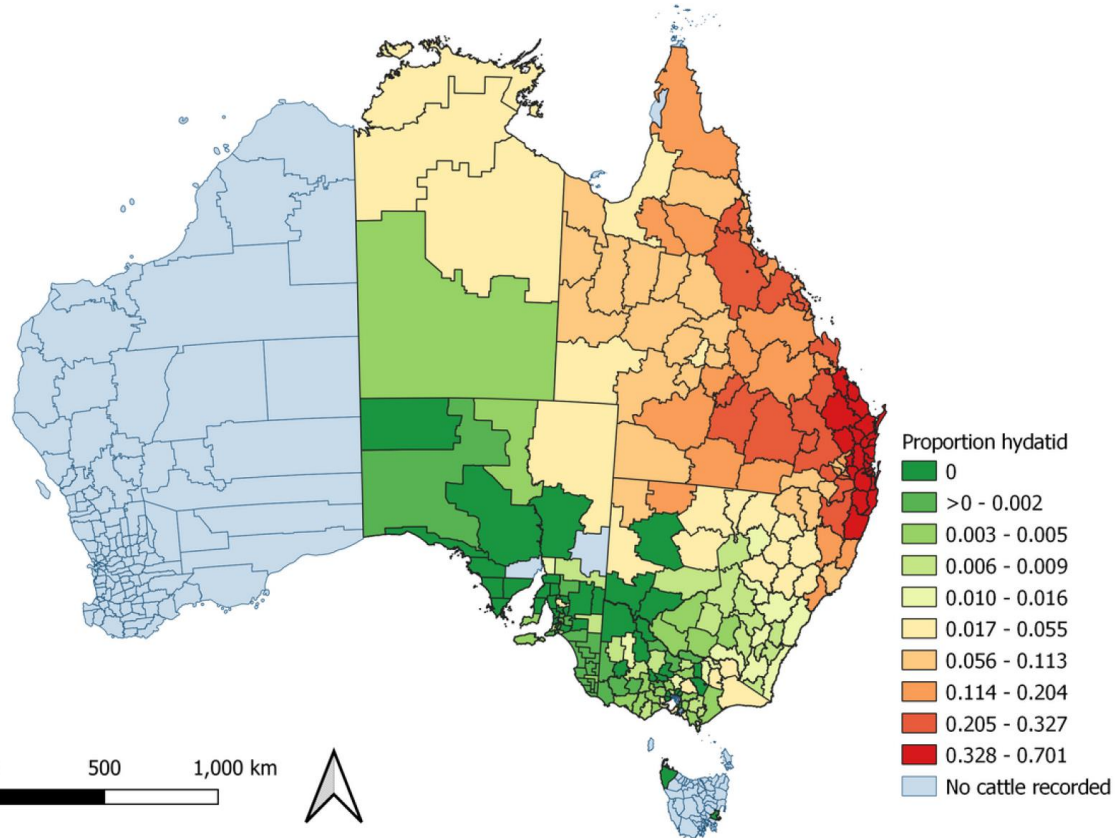 Proportion hydatid
0
>0 - 0.002
0.003 - 0.005
0.006 - 0.009
0.010 - 0.016
0.017 - 0.055
0.056 - 0.113
0.114 - 0.204
0.205 - 0.327
0.328 - 0.701
No cattle recorded
500 1,000 km